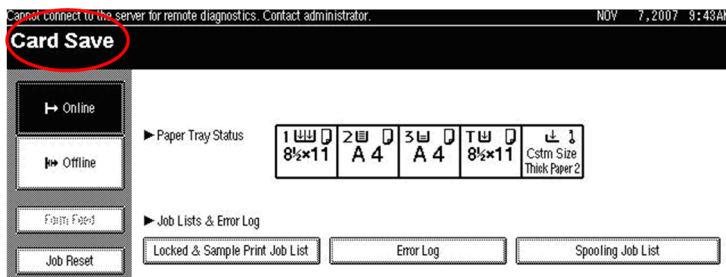 Cannot connect to the server for remote diagnostics. Contact administrator. NOV 7,2007 9:43AM
Card Save
Online
Offline
Form Feed
Job Reset
► Paper Tray Status
1 2 3 T
8½×11 A 4 A 4 8½×11 Cstm Size
Thick Paper 2
► Job Lists & Error Log
Locked & Sample Print Job List Error Log Spooling Job List